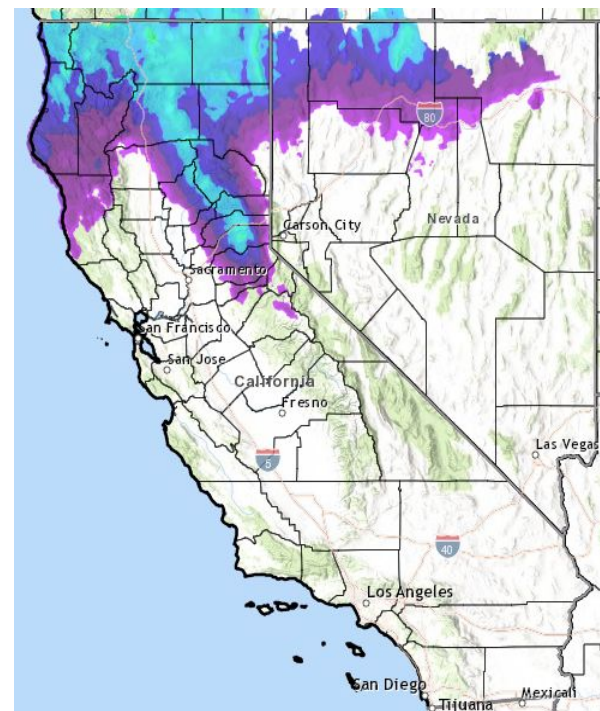 80
Carson City
Nevada
Sacramento
San Francisco
San Jose
California
Fresno
5
Las Vegas
40
Los Angeles
San Diego
Mexicali
Tijuana